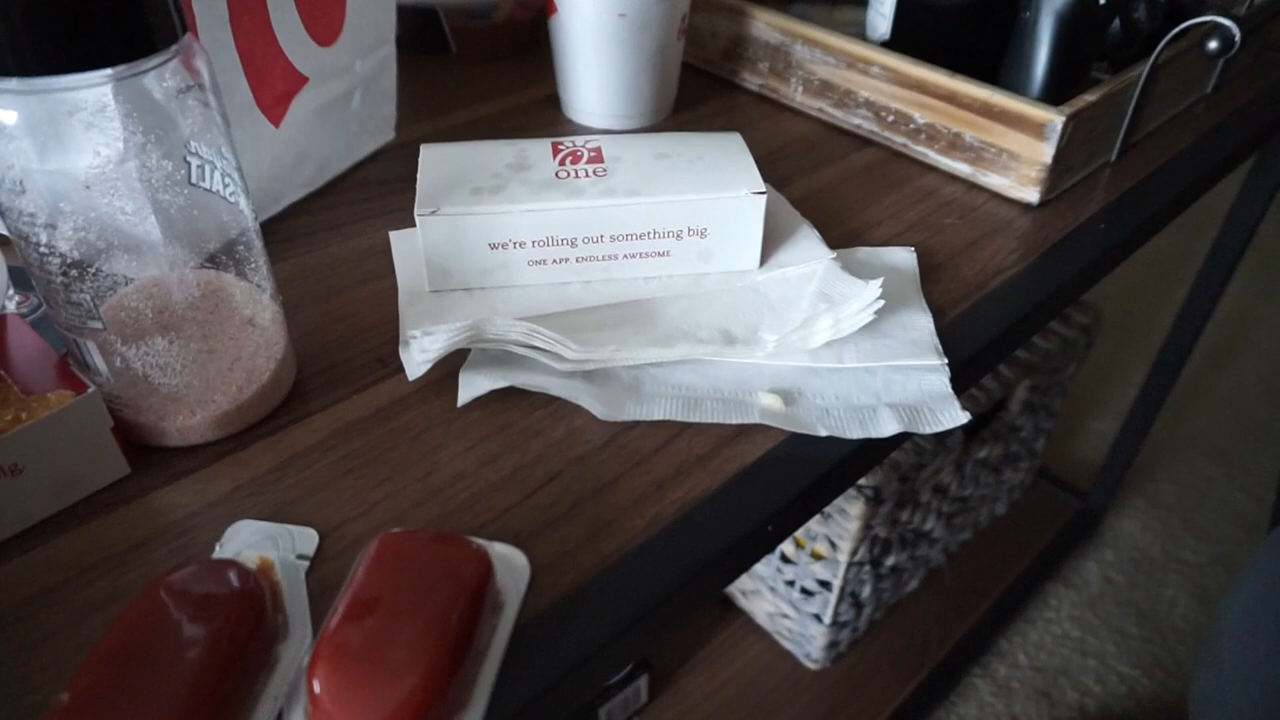 SALT
one
we're rolling out something big.
ONE APP. ENDLESS AWESOME.